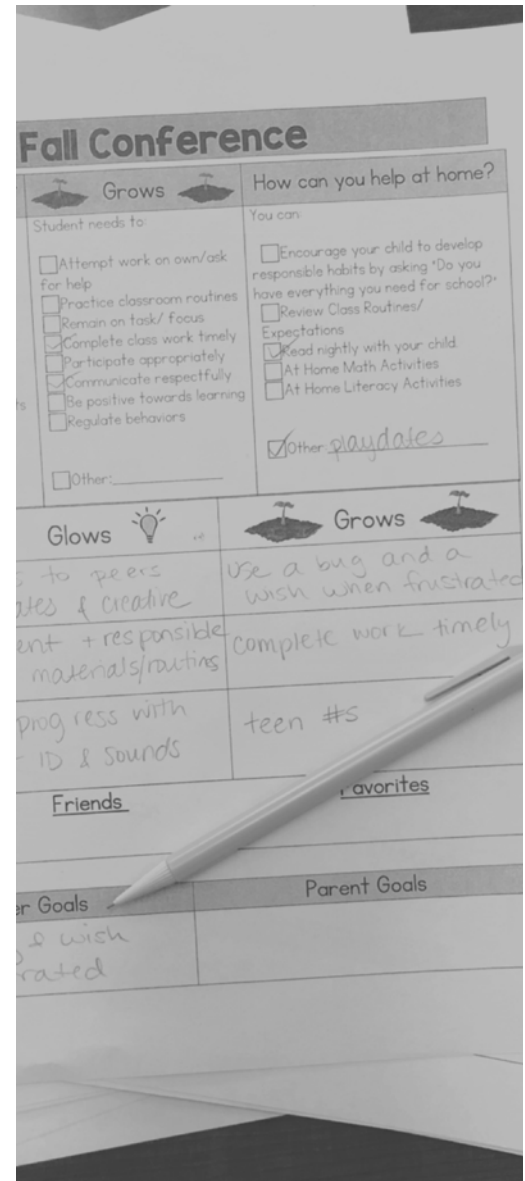 Fall Conference
Grows
How can you help at home?
Student needs to:
Attempt work on own/ask
for help
Practice classroom routines
Remain on task/ focus
Complete class work timely
Participate appropriately
Communicate respectfully
Be positive towards learning
Regulate behaviors
Other:
You can:
Encourage your child to develop
responsible habits by asking "Do you
have everything you need for school?"
Review Class Routines/
Expectations
Read nightly with your child.
At Home Math Activities
At Home Literacy Activities
Other playdates
Glows
Grows
to peers
& creative
use a bug and a
wish when frustrated
+ responsible
materials/routins
complete work timely
progress with
ID & sounds
teen #s
Friends
Goals
Parent Goals
& wish